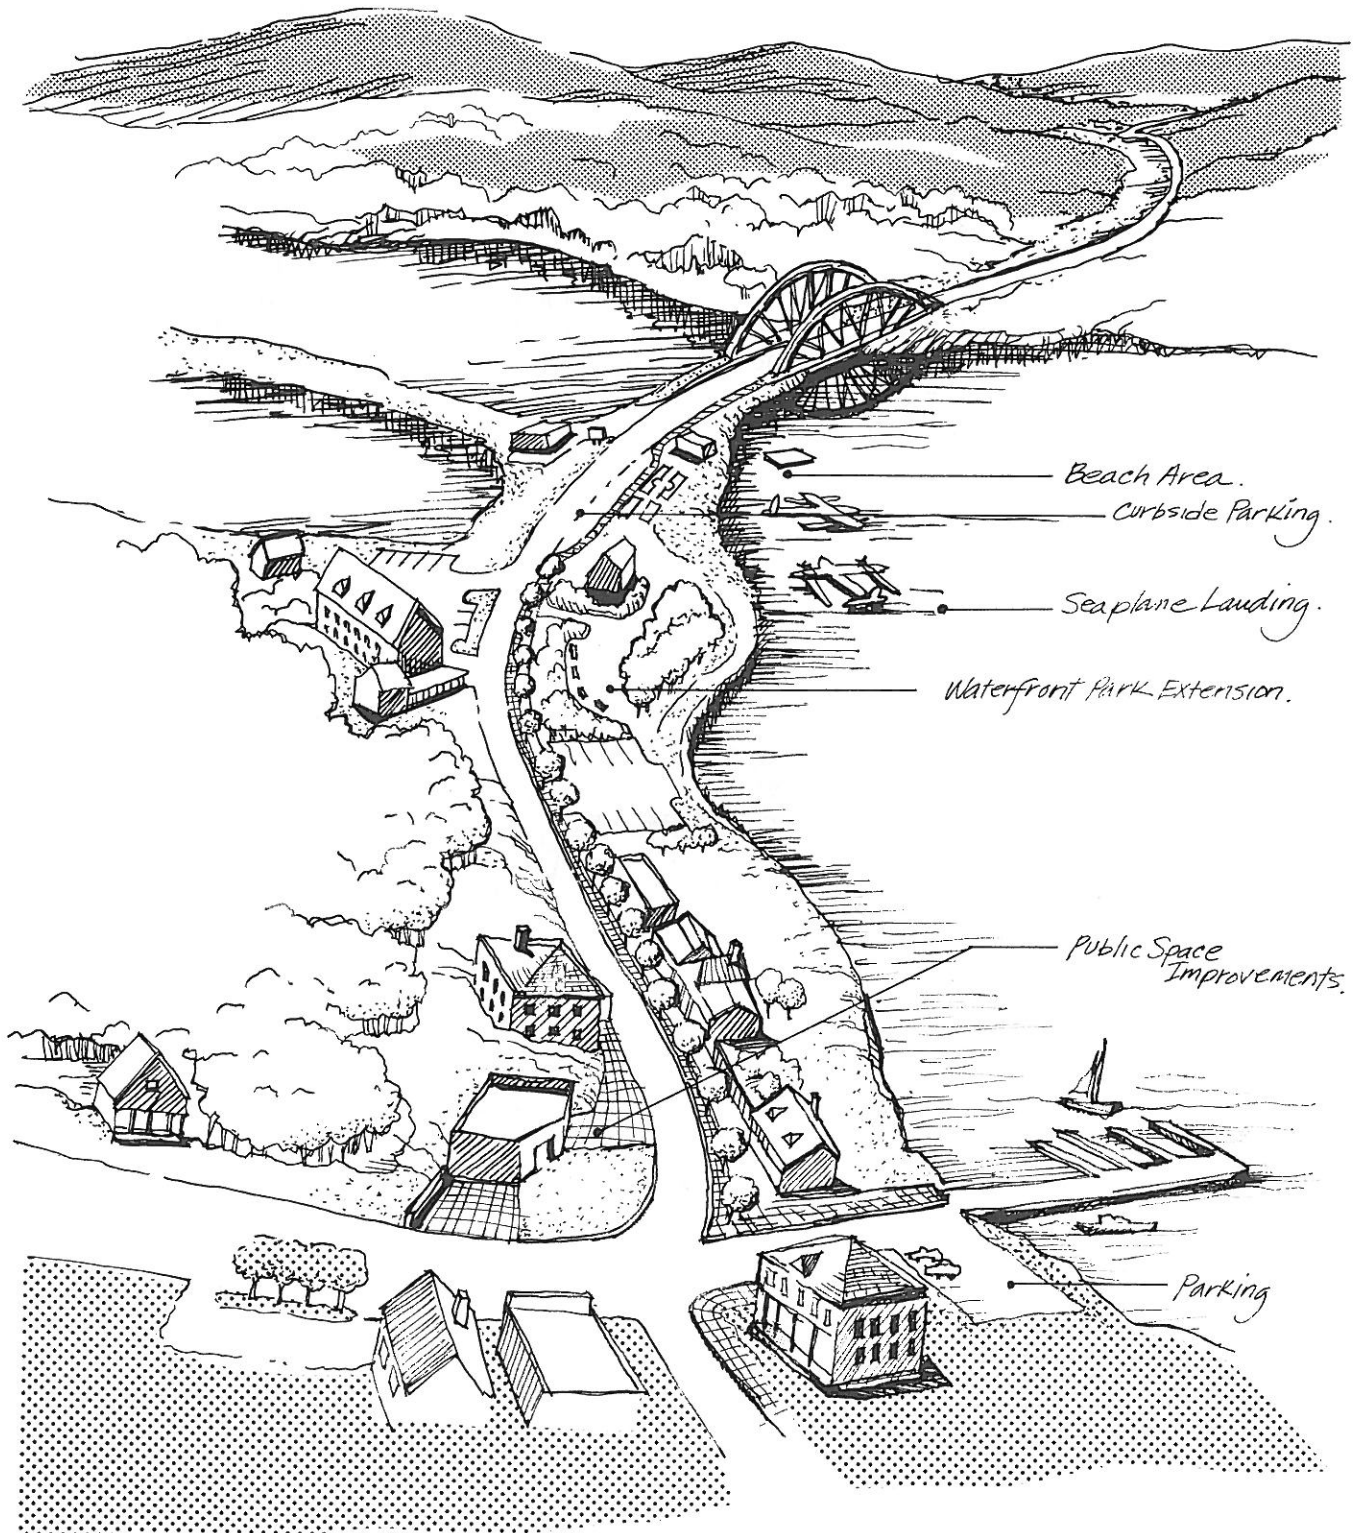 Beach Area.
Curbside Parking.
Seaplane Landing.
Waterfront Park Extension.
Public Space
Improvements.
Parking